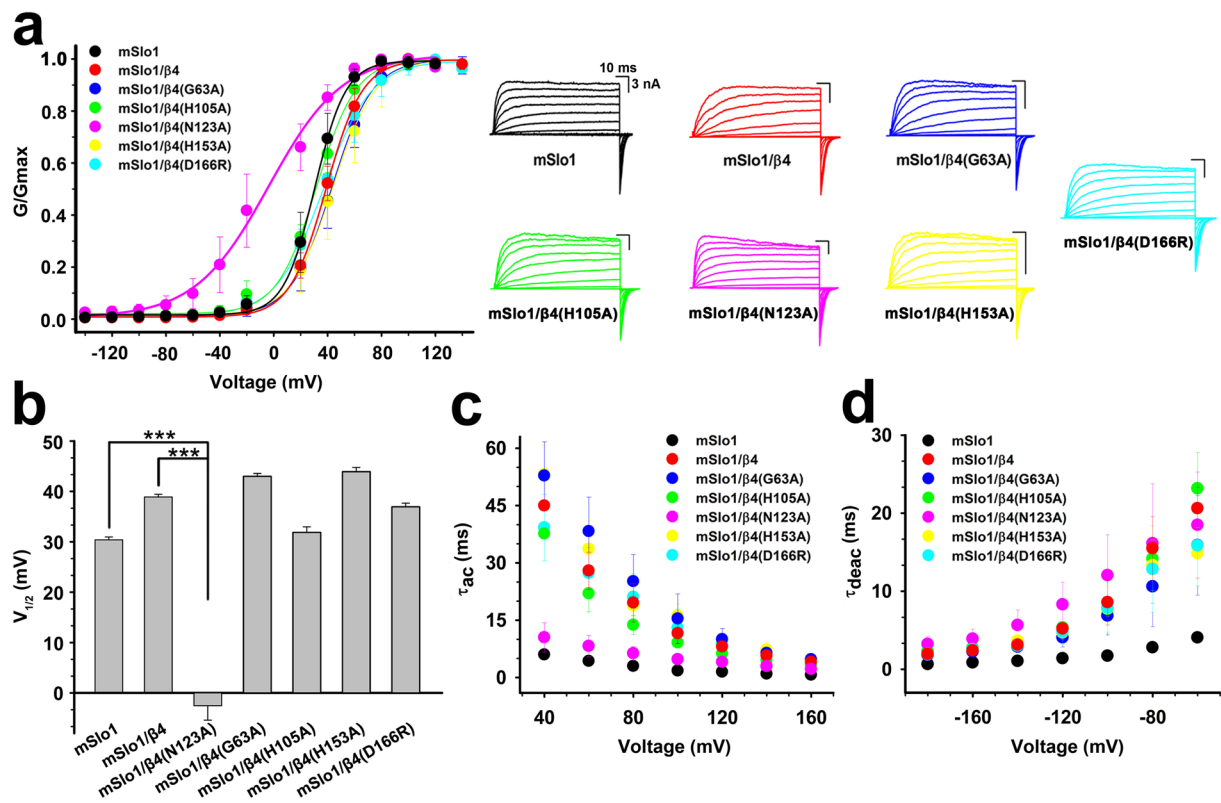 a
mSlo1
mSlo1/β4
mSlo1/β4(G63A)
mSlo1/β4(H105A)
mSlo1/β4(N123A)
mSlo1/β4(H153A)
mSlo1/β4(D166R)
1.0
0.8
0.6
0.4
0.2
0.0
G/Gmax
-120 -80 -40 0 40 80 120
Voltage (mV)
10 ms
3 nA
mSlo1
mSlo1/β4
mSlo1/β4(G63A)
mSlo1/β4(D166R)
mSlo1/β4(H105A)
mSlo1/β4(N123A)
mSlo1/β4(H153A)
b
50
40
30
20
10
0
V1/2 (mV)
***
***
mSlo1
mSlo1/β4
mSlo1/β4(N123A)
mSlo1/β4(G63A)
mSlo1/β4(H105A)
mSlo1/β4(H153A)
mSlo1/β4(D166R)
c
60
45
30
15
0
τac (ms)
mSlo1
mSlo1/β4
mSlo1/β4(G63A)
mSlo1/β4(H105A)
mSlo1/β4(N123A)
mSlo1/β4(H153A)
mSlo1/β4(D166R)
40 80 120 160
Voltage (mV)
d
30
20
10
0
τdeac (ms)
mSlo1
mSlo1/β4
mSlo1/β4(G63A)
mSlo1/β4(H105A)
mSlo1/β4(N123A)
mSlo1/β4(H153A)
mSlo1/β4(D166R)
-160 -120 -80
Voltage (mV)